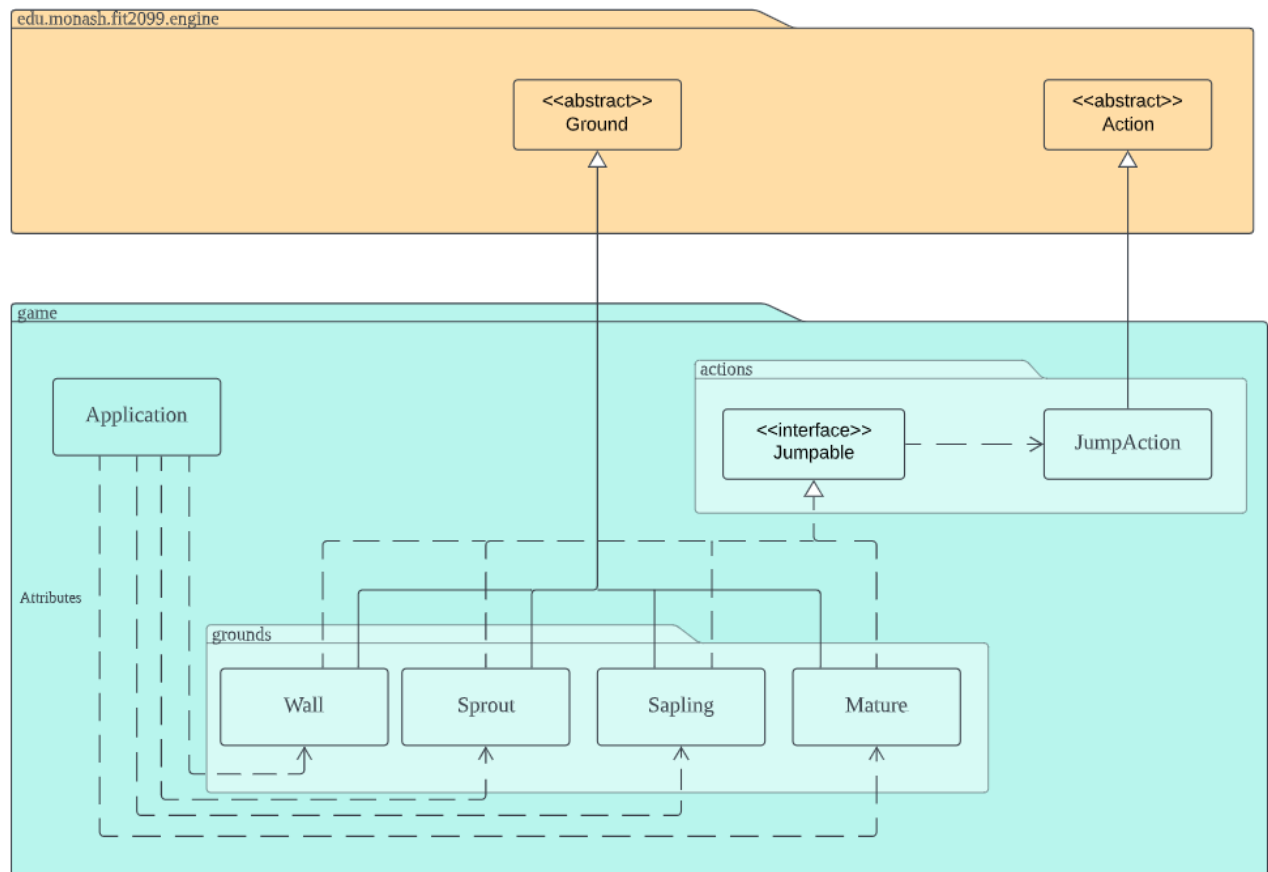 edu.monash.fit2099.engine
<<abstract>>
Ground
<<abstract>>
Action
game
Application
actions
<<interface>>
Jumpable
JumpAction
Attributes
grounds
Wall
Sprout
Sapling
Mature